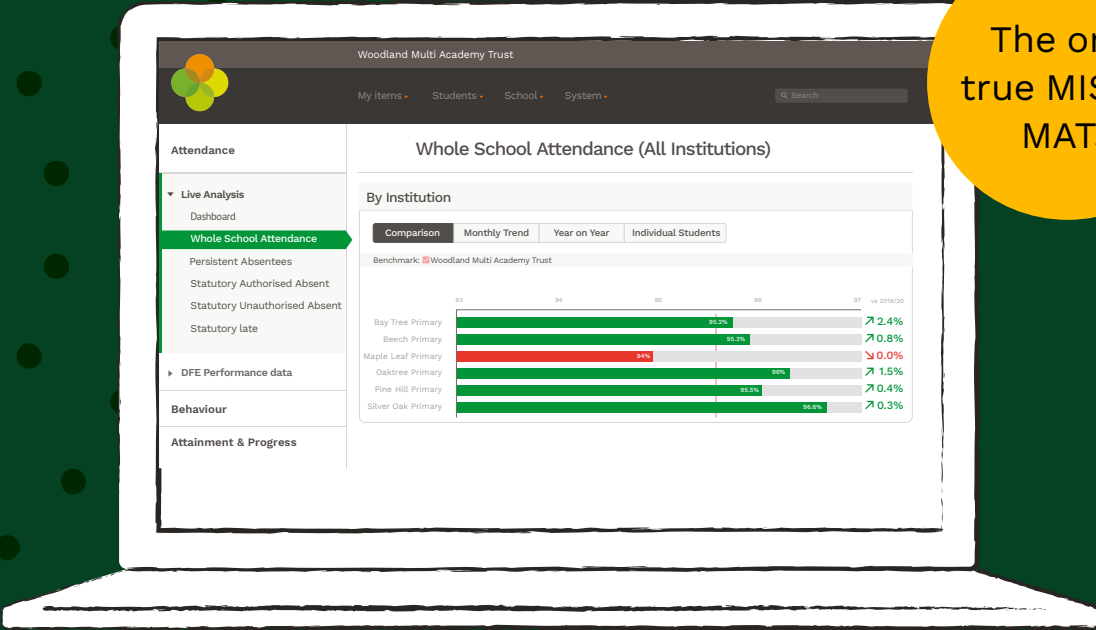 The
true
Woodland Multi Academy Trust
My items
Students
School
System
Search
Attendance
Live Analysis
Dashboard
Whole School Attendance
Persistent Absentees
Statutory Authorised Absent
Statutory Unauthorised Absent
Statutory late
DFE Performance data
Behaviour
Attainment & Progress
Whole School Attendance (All Institutions)
By Institution
Comparison
Monthly Trend
Year on Year
Individual Students
Benchmark: Woodland Multi Academy Trust
93 94 95 96 97 vs 2019/20
Bay Tree Primary 95.2% 2.4%
Beech Primary 95.3% 0.8%
Maple Leaf Primary 94% 0.0%
Oaktree Primary 96% 1.5%
Pine Hill Primary 95.5% 0.4%
Silver Oak Primary 96.6% 0.3%